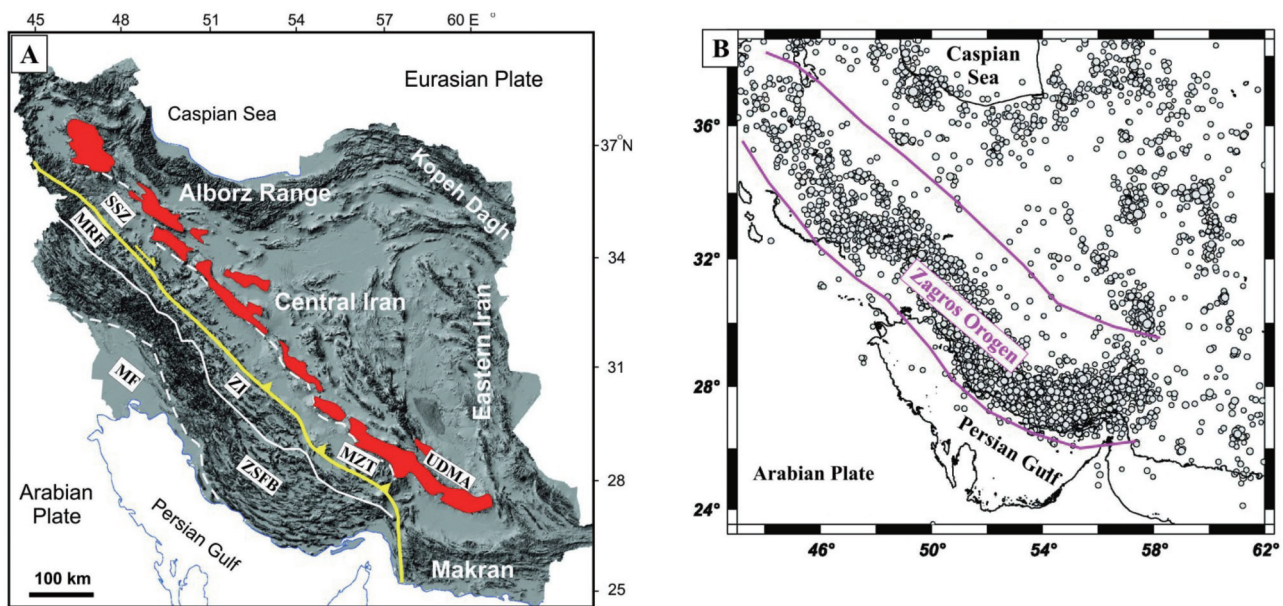 45 48 51 54 57 60 E o
A
Eurasian Plate
Caspian Sea
37°
Alborz Range
Kopeh Dagh
SSZ
MRF
34
Central Iran
Eastern Iran
31
MF
ZI
MZT
UDMA
ZSFB
28
Arabian
Plate
Persian Gulf
100 km
Makran
25
B
Caspian
Sea
36°
32°
Zagros Orogen
28°
Persian Gulf
Arabian Plate
24°
46° 50° 54° 58° 62°